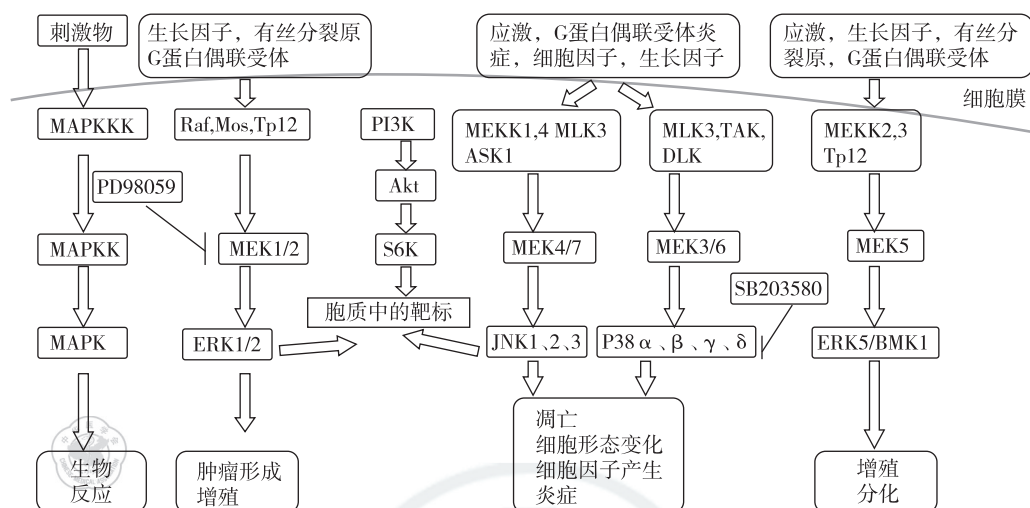 刺激物
生长因子，有丝分裂原
G蛋白偶联受体
应激，G蛋白偶联受体炎
症，细胞因子，生长因子
应激，生长因子，有丝分
裂原，G蛋白偶联受体
细胞膜
MAPKKK
Raf,Mos,Tp12
PI3K
MEKK1,4 MLK3
ASK1
MLK3,TAK,
DLK
MEKK2,3
Tp12
PD98059
Akt
MAPKK
MEK1/2
S6K
MEK4/7
MEK3/6
MEK5
SB203580
胞质中的靶标
MAPK
ERK1/2
JNK1、2、3
P38 α、β、γ、δ
ERK5/BMK1
生物
反应
肿瘤形成
增殖
凋亡
细胞形态变化
细胞因子产生
炎症
增殖
分化